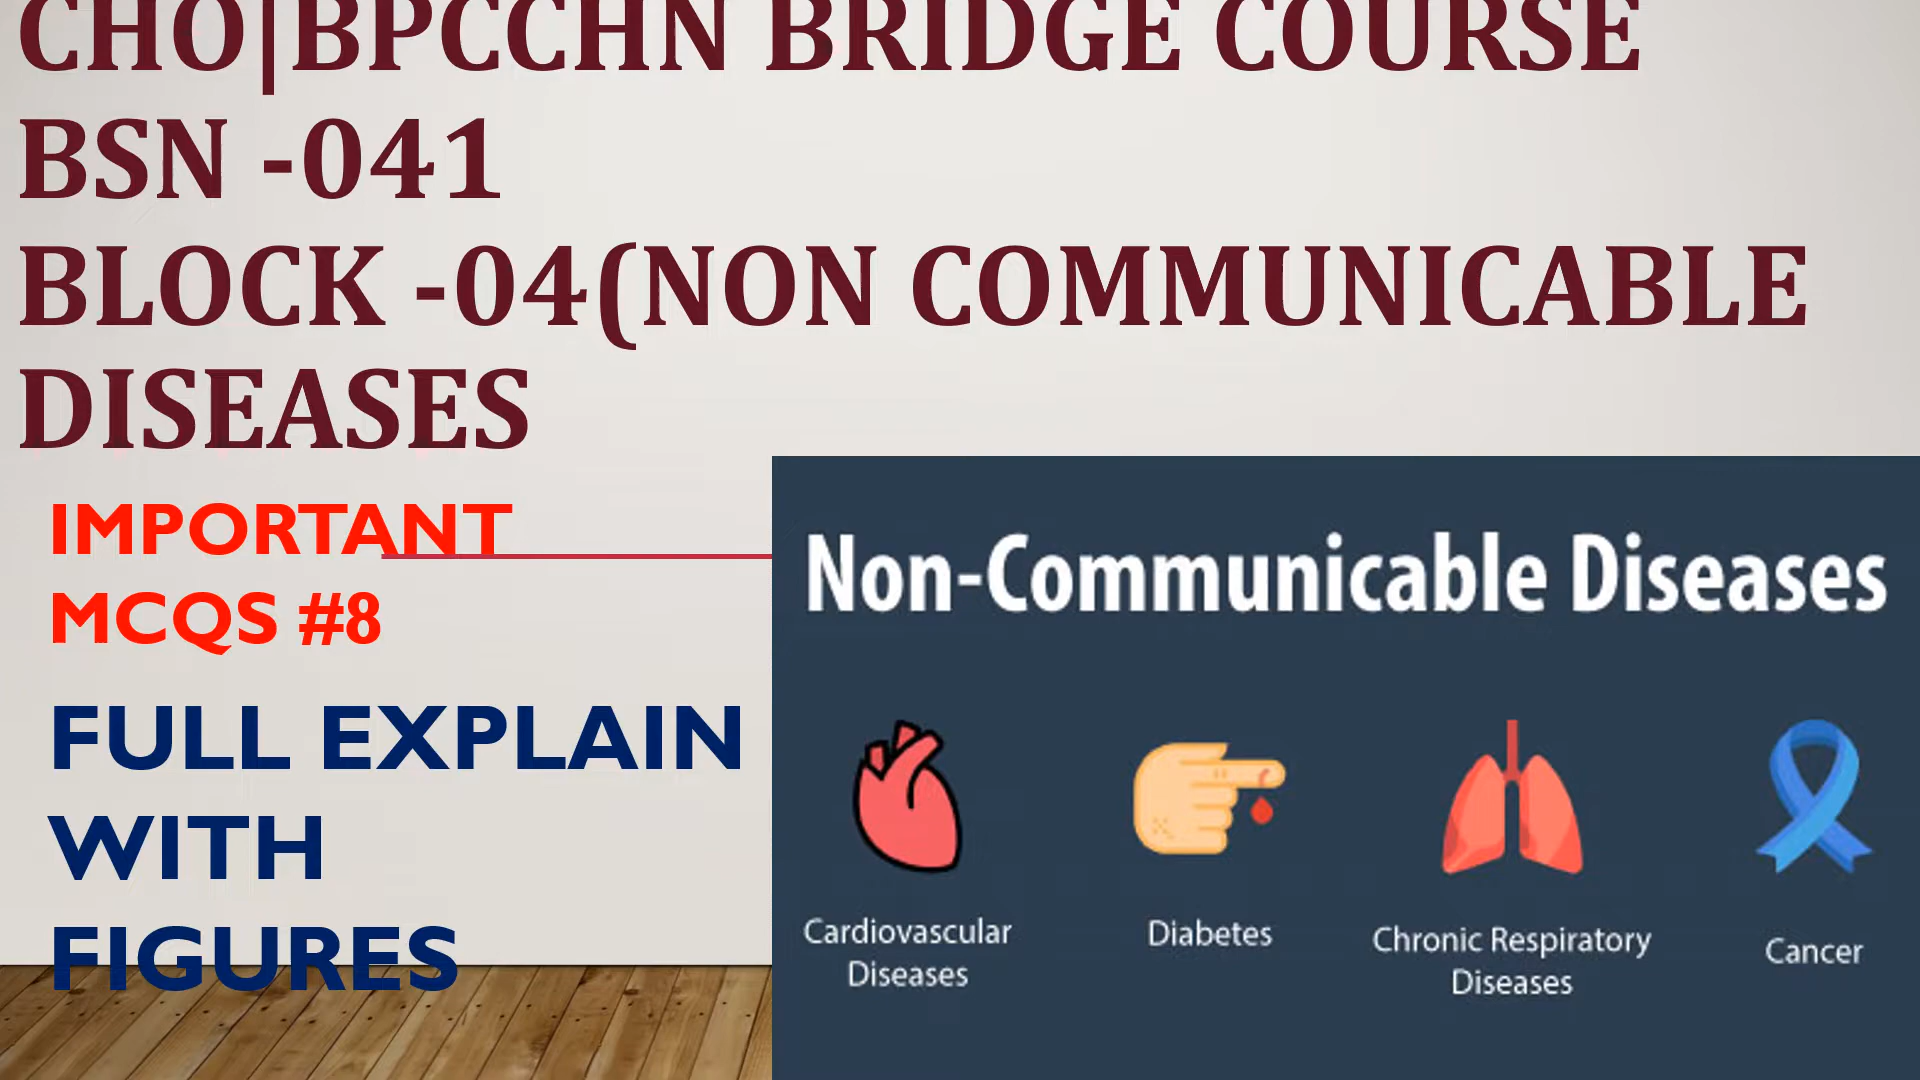 CHO|BPCCHN BRIDGE COURSE
BSN -041
BLOCK -04(NON COMMUNICABLE
DISEASES
IMPORTANT
MCQS #8
FULL EXPLAIN
WITH
FIGURES
Non-Communicable Diseases
Cardiovascular
Diseases
Diabetes
Chronic Respiratory
Diseases
Cancer